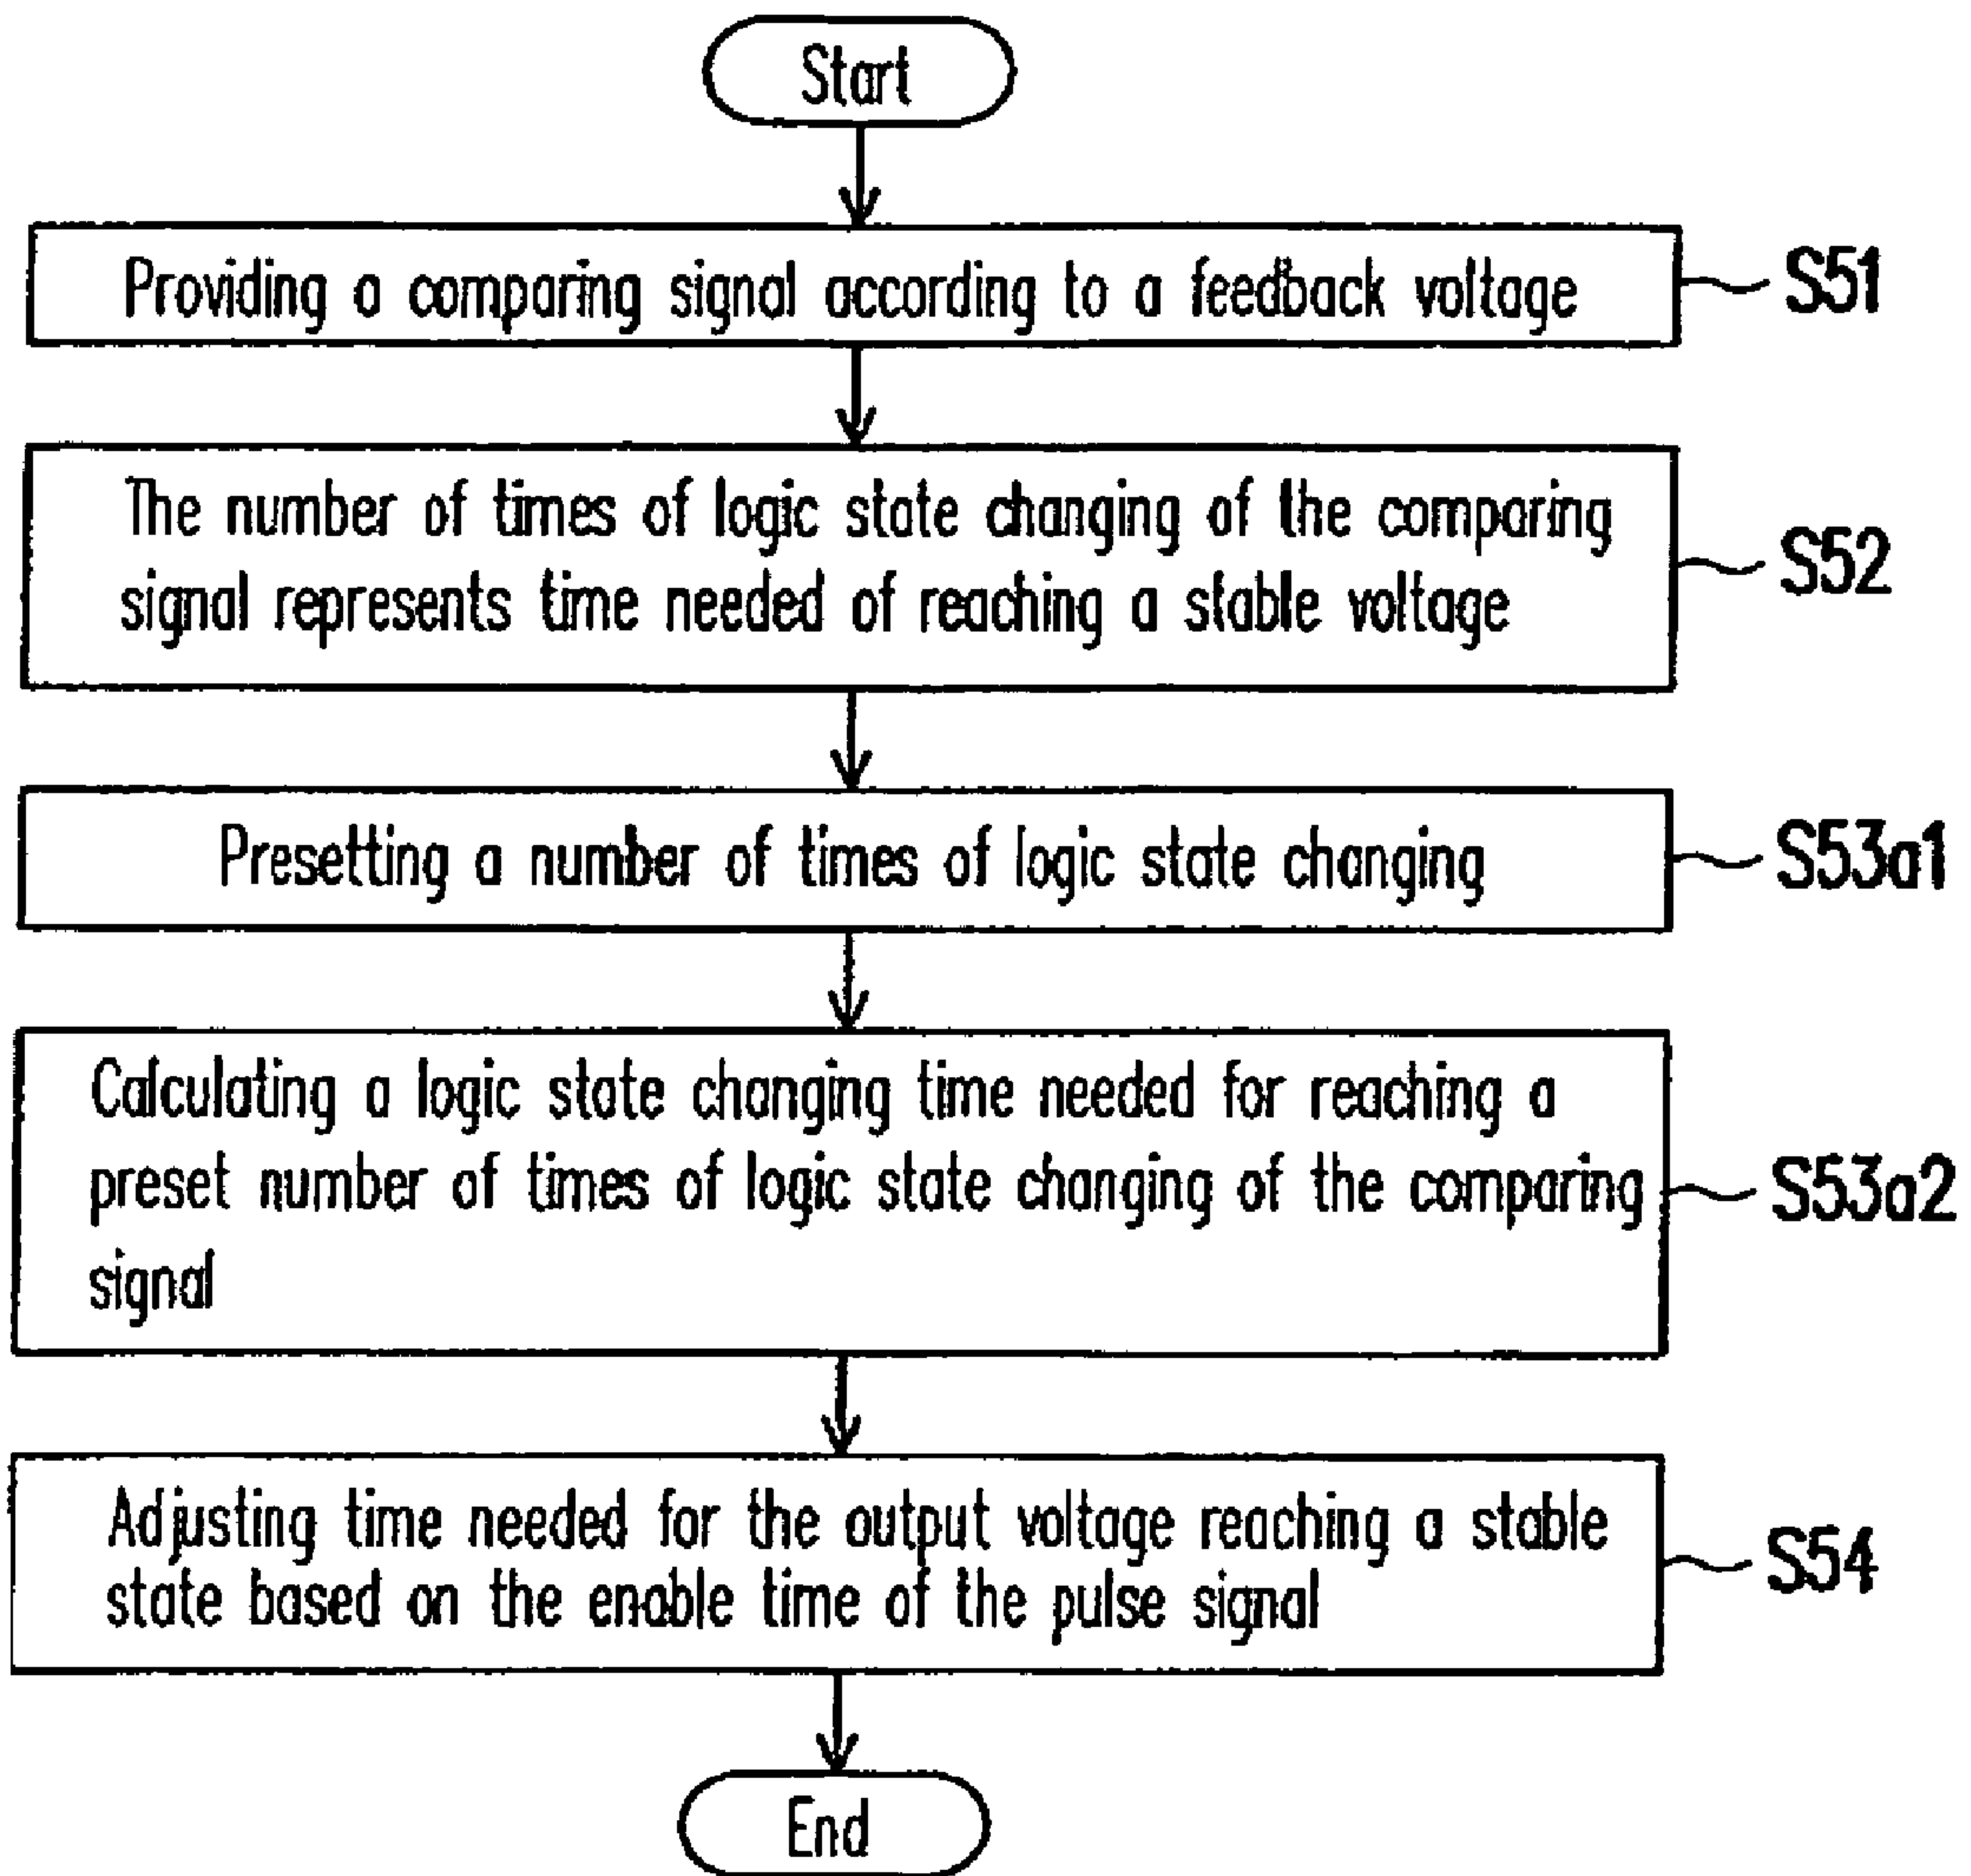 Start
Providing a comparing signal according to a feedback voltage
S51
The number of times of logic state changing of the comparing
signal represents time needed of reaching a stable voltage
S52
Presetting a number of times of logic state changing
S53a1
Calculating a logic state changing time needed for reaching a
preset number of times of logic state changing of the comparing
signal
S53a2
Adjusting time needed for the output voltage reaching a stable
state based on the enable time of the pulse signal
S54
End